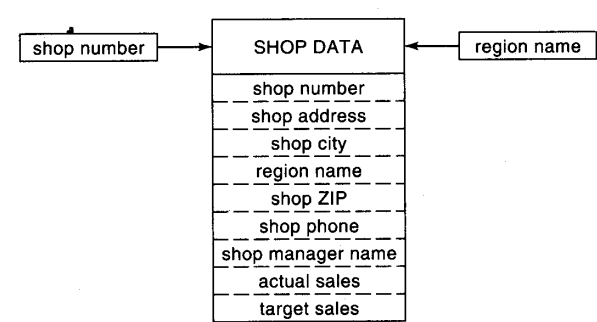 shop number
SHOP DATA
region name
shop number
shop address
shop city
region name
shop ZIP
shop phone
shop manager name
actual sales
target sales